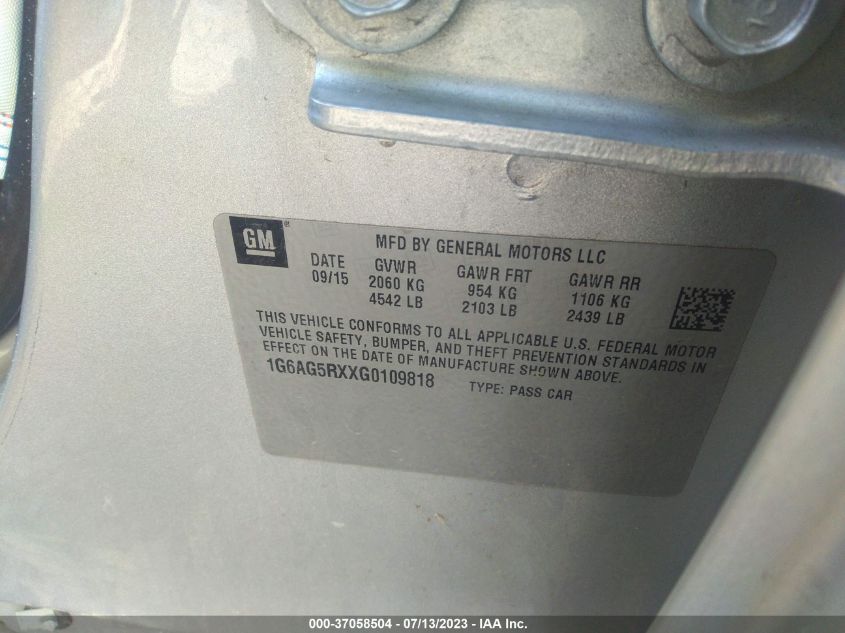 GM®
MFD BY GENERAL MOTORS LLC
DATE GVWR GAWR FRT GAWR RR
09/15 2060 KG 954 KG 1106 KG
4542 LB 2103 LB 2439 LB
THIS VEHICLE CONFORMS TO ALL APPLICABLE U.S. FEDERAL MOTOR
VEHICLE SAFETY, BUMPER, AND THEFT PREVENTION STANDARDS IN
EFFECT ON THE DATE OF MANUFACTURE SHOWN ABOVE.
1G6AG5RXXG0109818 TYPE: PASS CAR
000-37058504 - 07/13/2023 - IAA Inc.